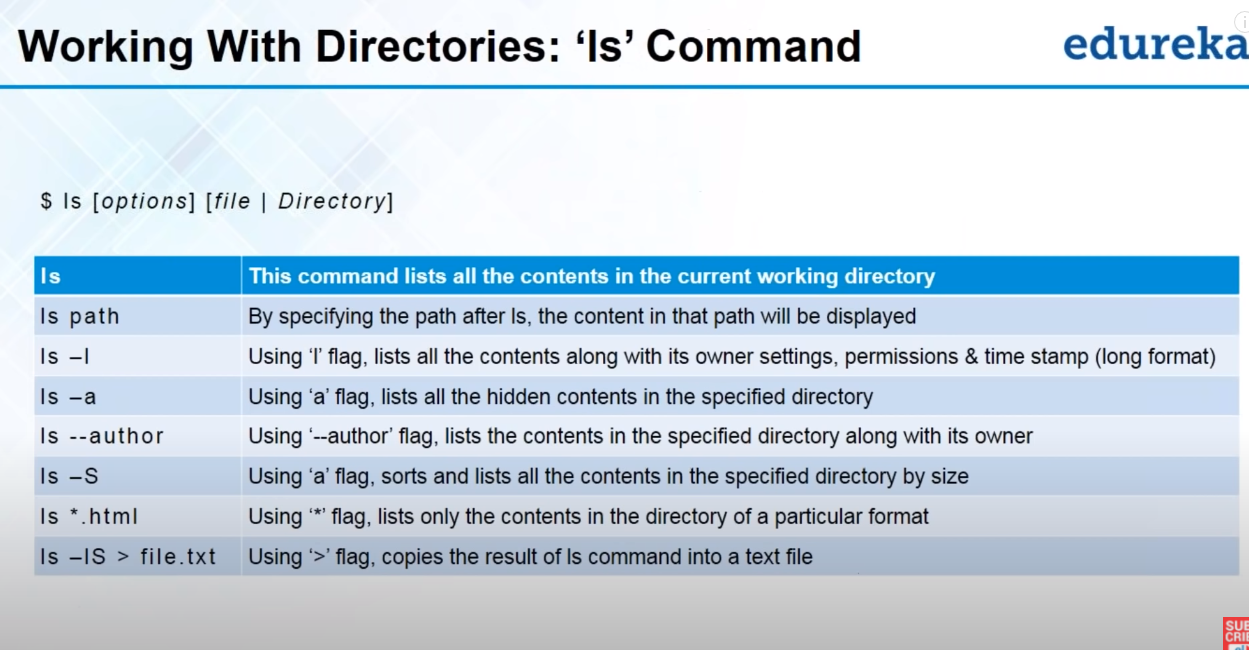 Working With Directories: ‘ls’ Command
edureka
$ ls [options] [file | Directory]
ls This command lists all the contents in the current working directory
ls path By specifying the path after ls, the content in that path will be displayed
ls –l Using ‘l’ flag, lists all the contents along with its owner settings, permissions & time stamp (long format)
ls –a Using ‘a’ flag, lists all the hidden contents in the specified directory
ls --author Using ‘--author’ flag, lists the contents in the specified directory along with its owner
ls –S Using ‘a’ flag, sorts and lists all the contents in the specified directory by size
ls *.html Using ‘*’ flag, lists only the contents in the directory of a particular format
ls –lS > file.txt Using ‘>’ flag, copies the result of ls command into a text file
SUB
CRIB